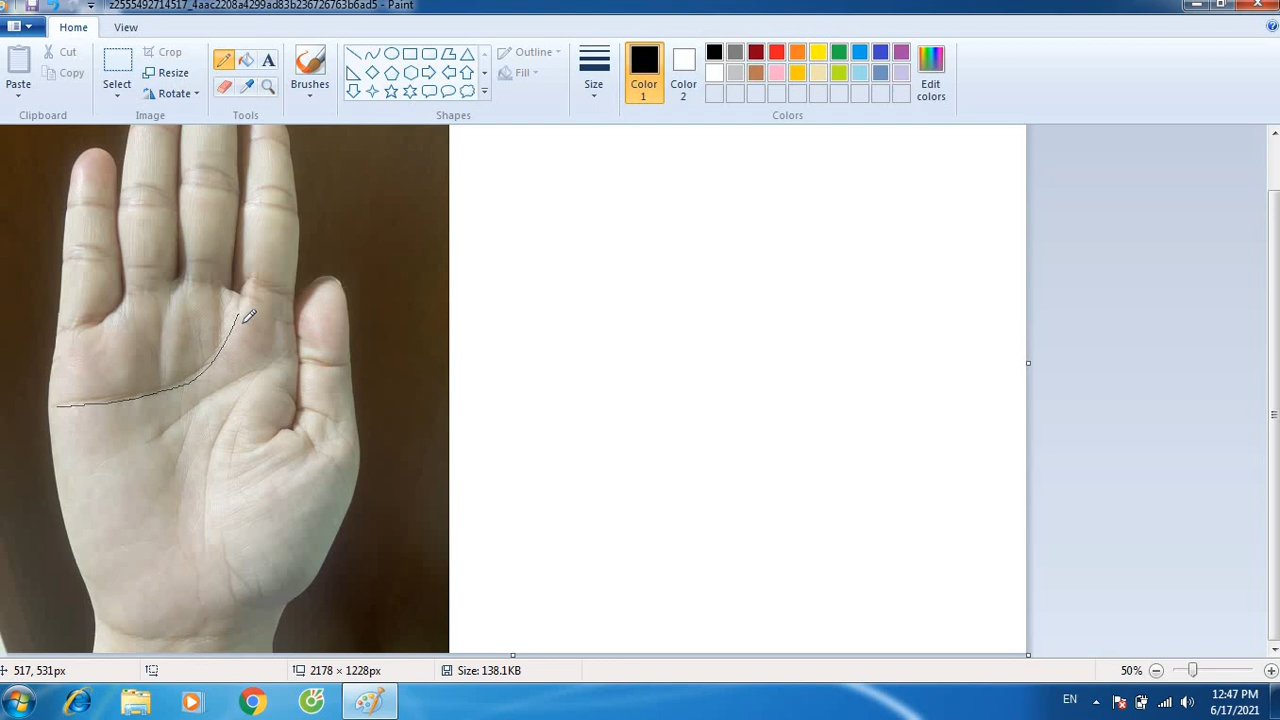 z2555492714517_4aac2208a4299ad83b236726763b6ad5 - Paint
Home View
Paste
Cut
Copy
Clipboard
Select
Crop
Resize
Rotate
Image
Tools
Brushes
Shapes
Outline
Fill
Size
Color 1
Color 2
Edit colors
Colors
517, 531px
2178 × 1228px
Size: 138.1KB
50%
EN
12:47 PM
6/17/2021